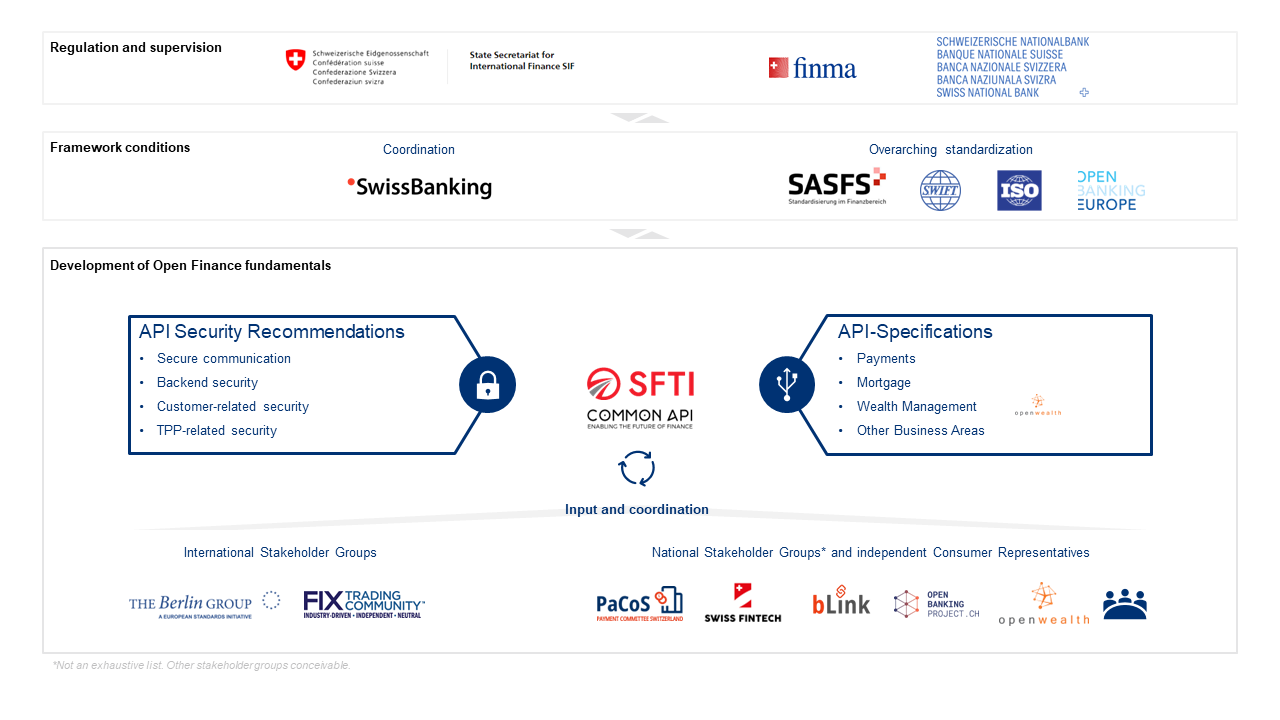 Regulation and supervision
Schweizerische Eidgenossenschaft
Confédération suisse
Confederazione Svizzera
Confederaziun svizra
State Secretariat for
International Finance SIF
finma
SCHWEIZERISCHE NATIONALBANK
BANQUE NATIONALE SUISSE
BANCA NAZIONALE SVIZZERA
BANCA NAZIUNALA SVIZRA
SWISS NATIONAL BANK
Framework conditions
Coordination
SwissBanking
Overarching standardization
SASFS
Standardisierung im Finanzbereich
SWIFT
ISO
OPEN
BANKING
EUROPE
Development of Open Finance fundamentals
API Security Recommendations
• Secure communication
• Backend security
• Customer-related security
• TPP-related security
SFTI
COMMON API
ENABLING THE FUTURE OF FINANCE
API-Specifications
• Payments
• Mortgage
• Wealth Management
• Other Business Areas
openwealth
Input and coordination
International Stakeholder Groups
THE Berlin GROUP
A EUROPEAN STANDARDS INITIATIVE
FIX TRADING COMMUNITY™
INDUSTRY-DRIVEN • INDEPENDENT • NEUTRAL
National Stakeholder Groups* and independent Consumer Representatives
PaCoS
PAYMENT COMMITTEE SWITZERLAND
SWISS FINTECH
bLink
OPEN
BANKING
PROJECT.CH
openwealth
*Not an exhaustive list. Other stakeholder groups conceivable.